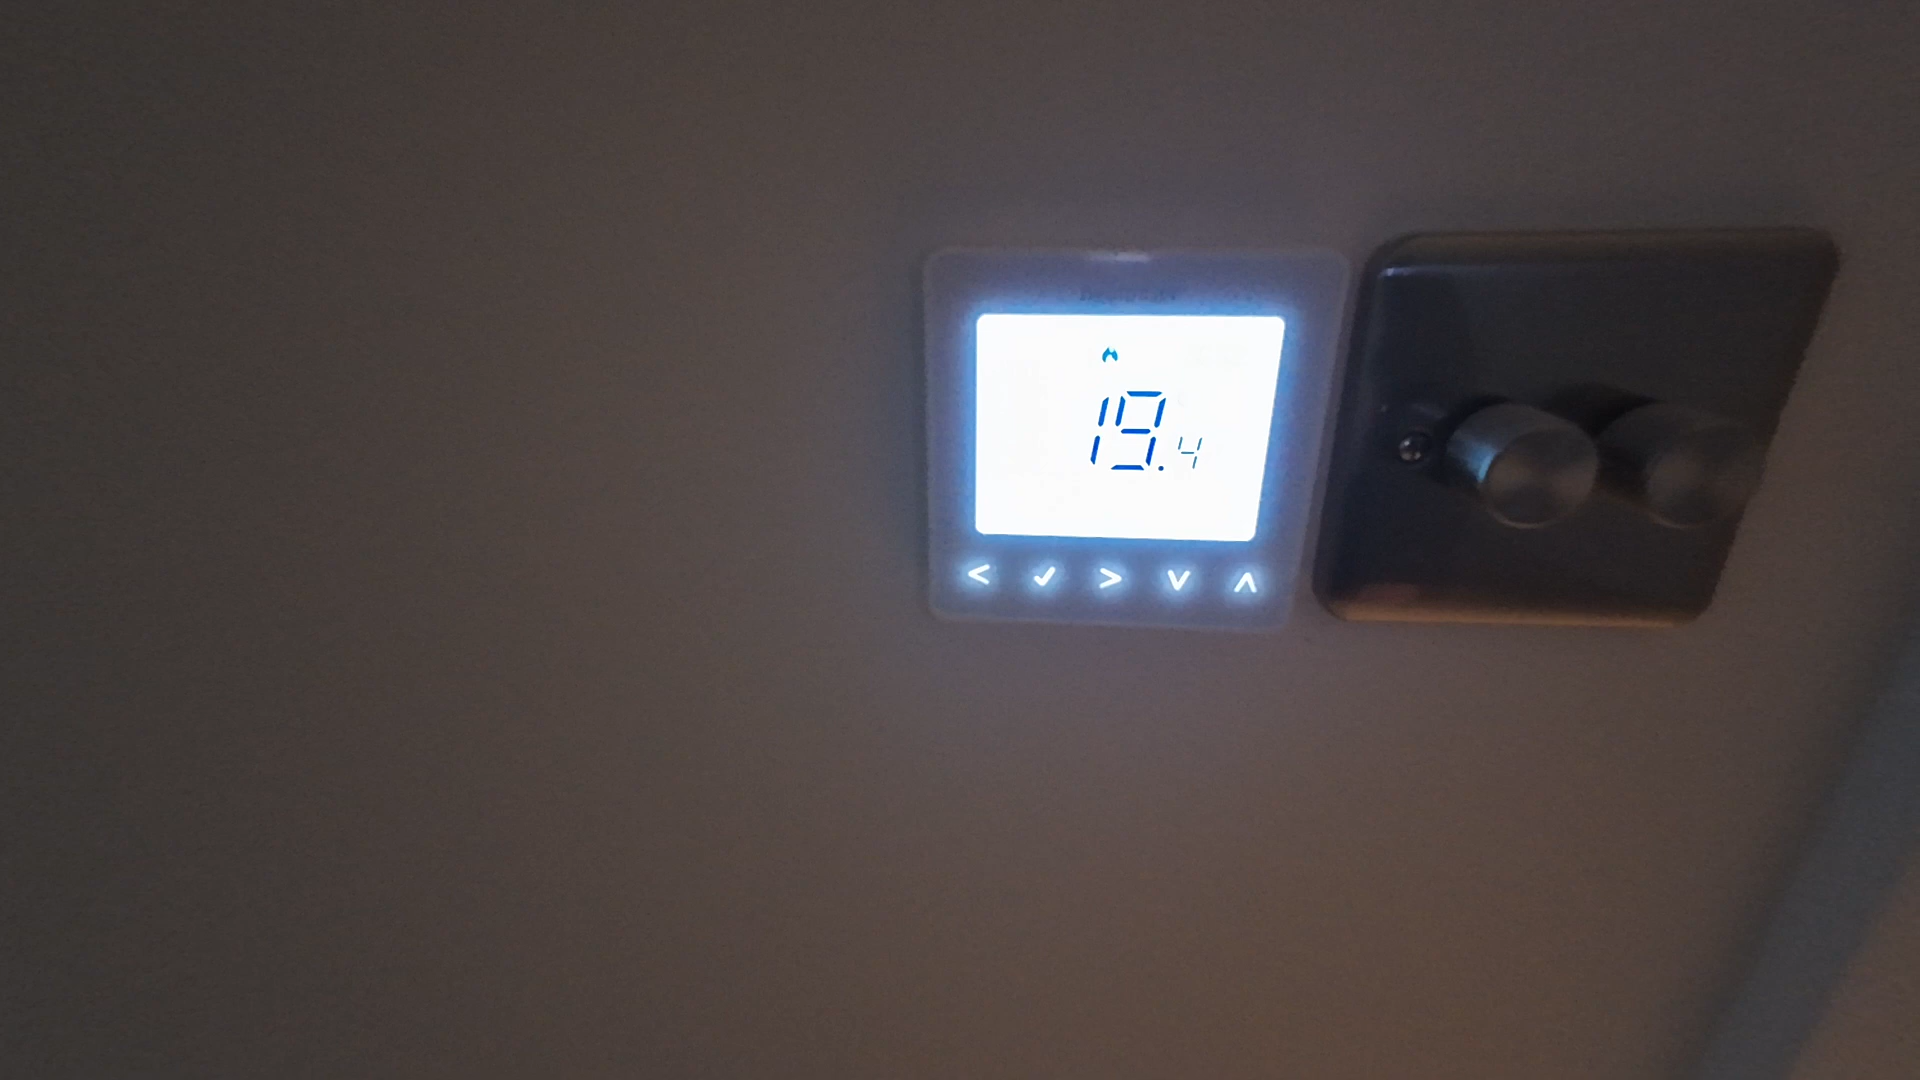 19.4
< ✓ > ∨ ∧